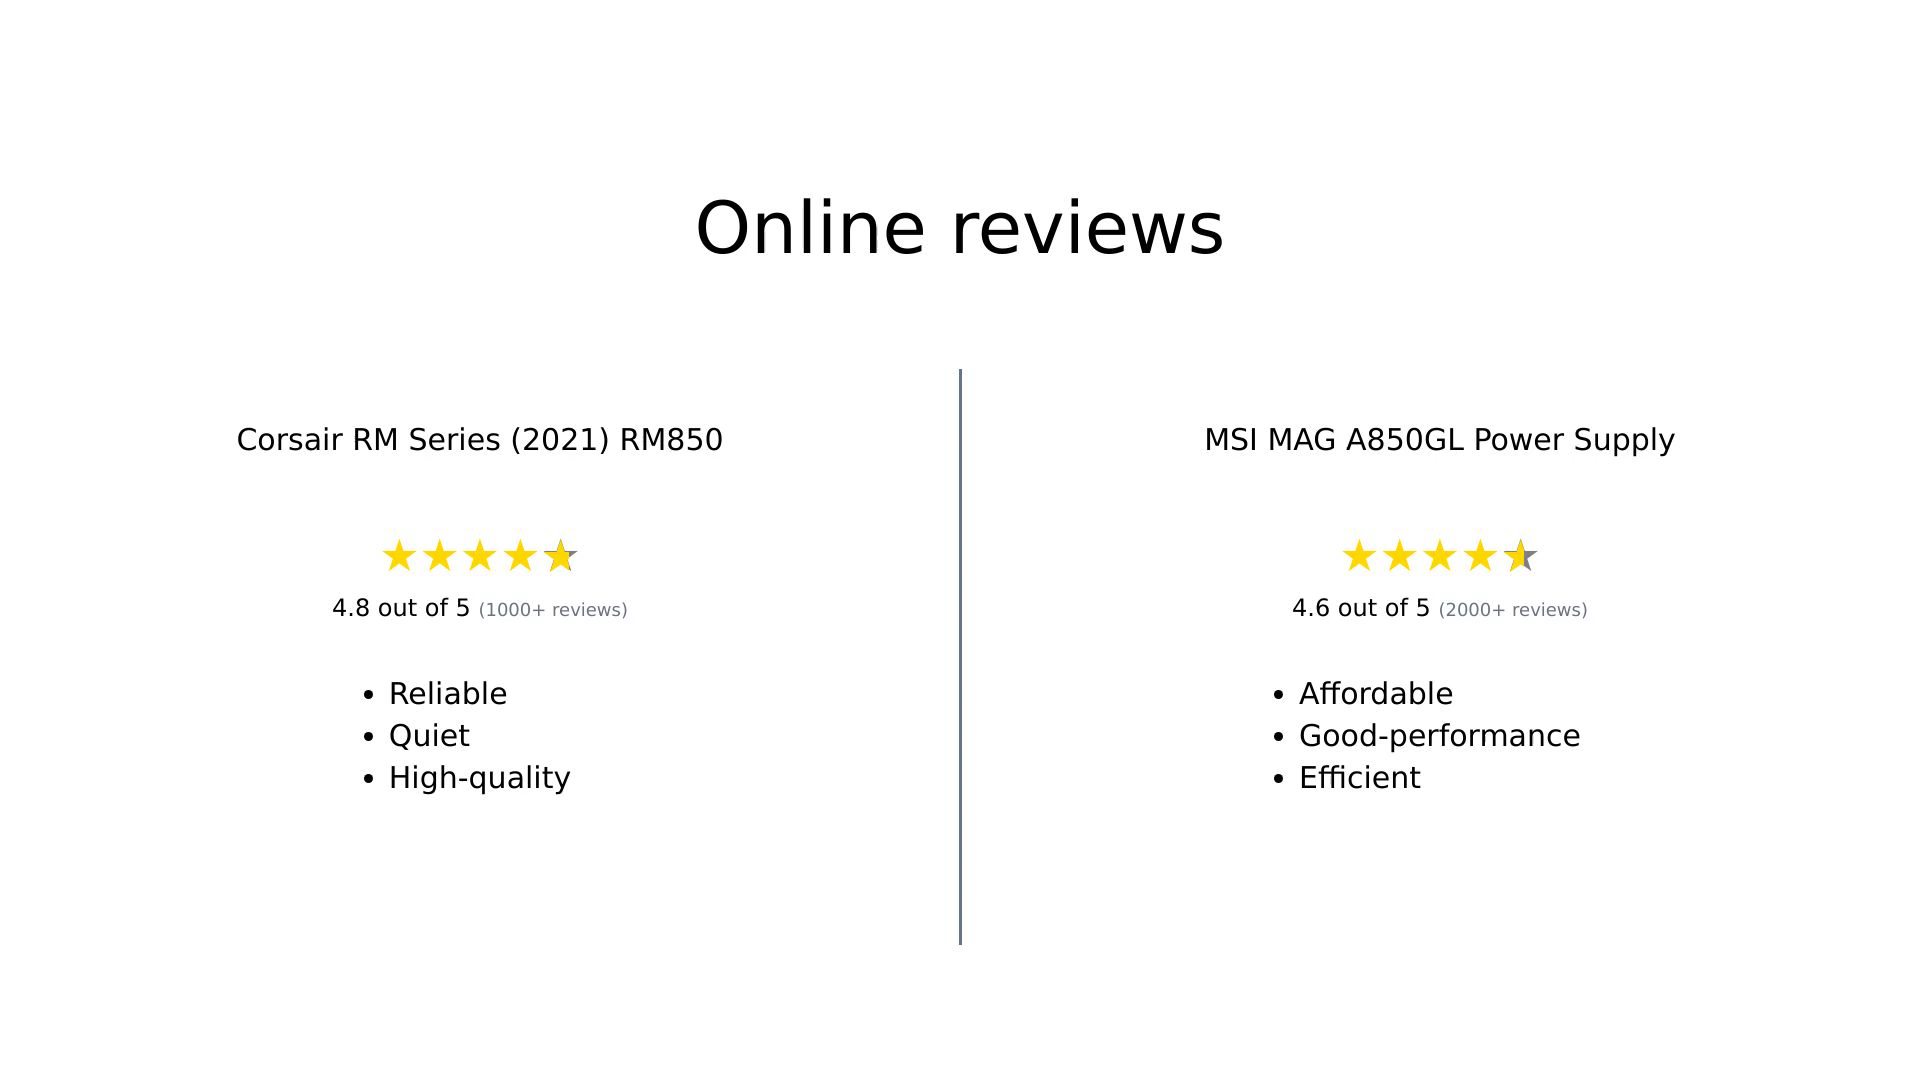 Online reviews
Corsair RM Series (2021) RM850
4.8 out of 5 (1000+ reviews)
• Reliable
• Quiet
• High-quality
MSI MAG A850GL Power Supply
4.6 out of 5 (2000+ reviews)
• Affordable
• Good-performance
• Efficient